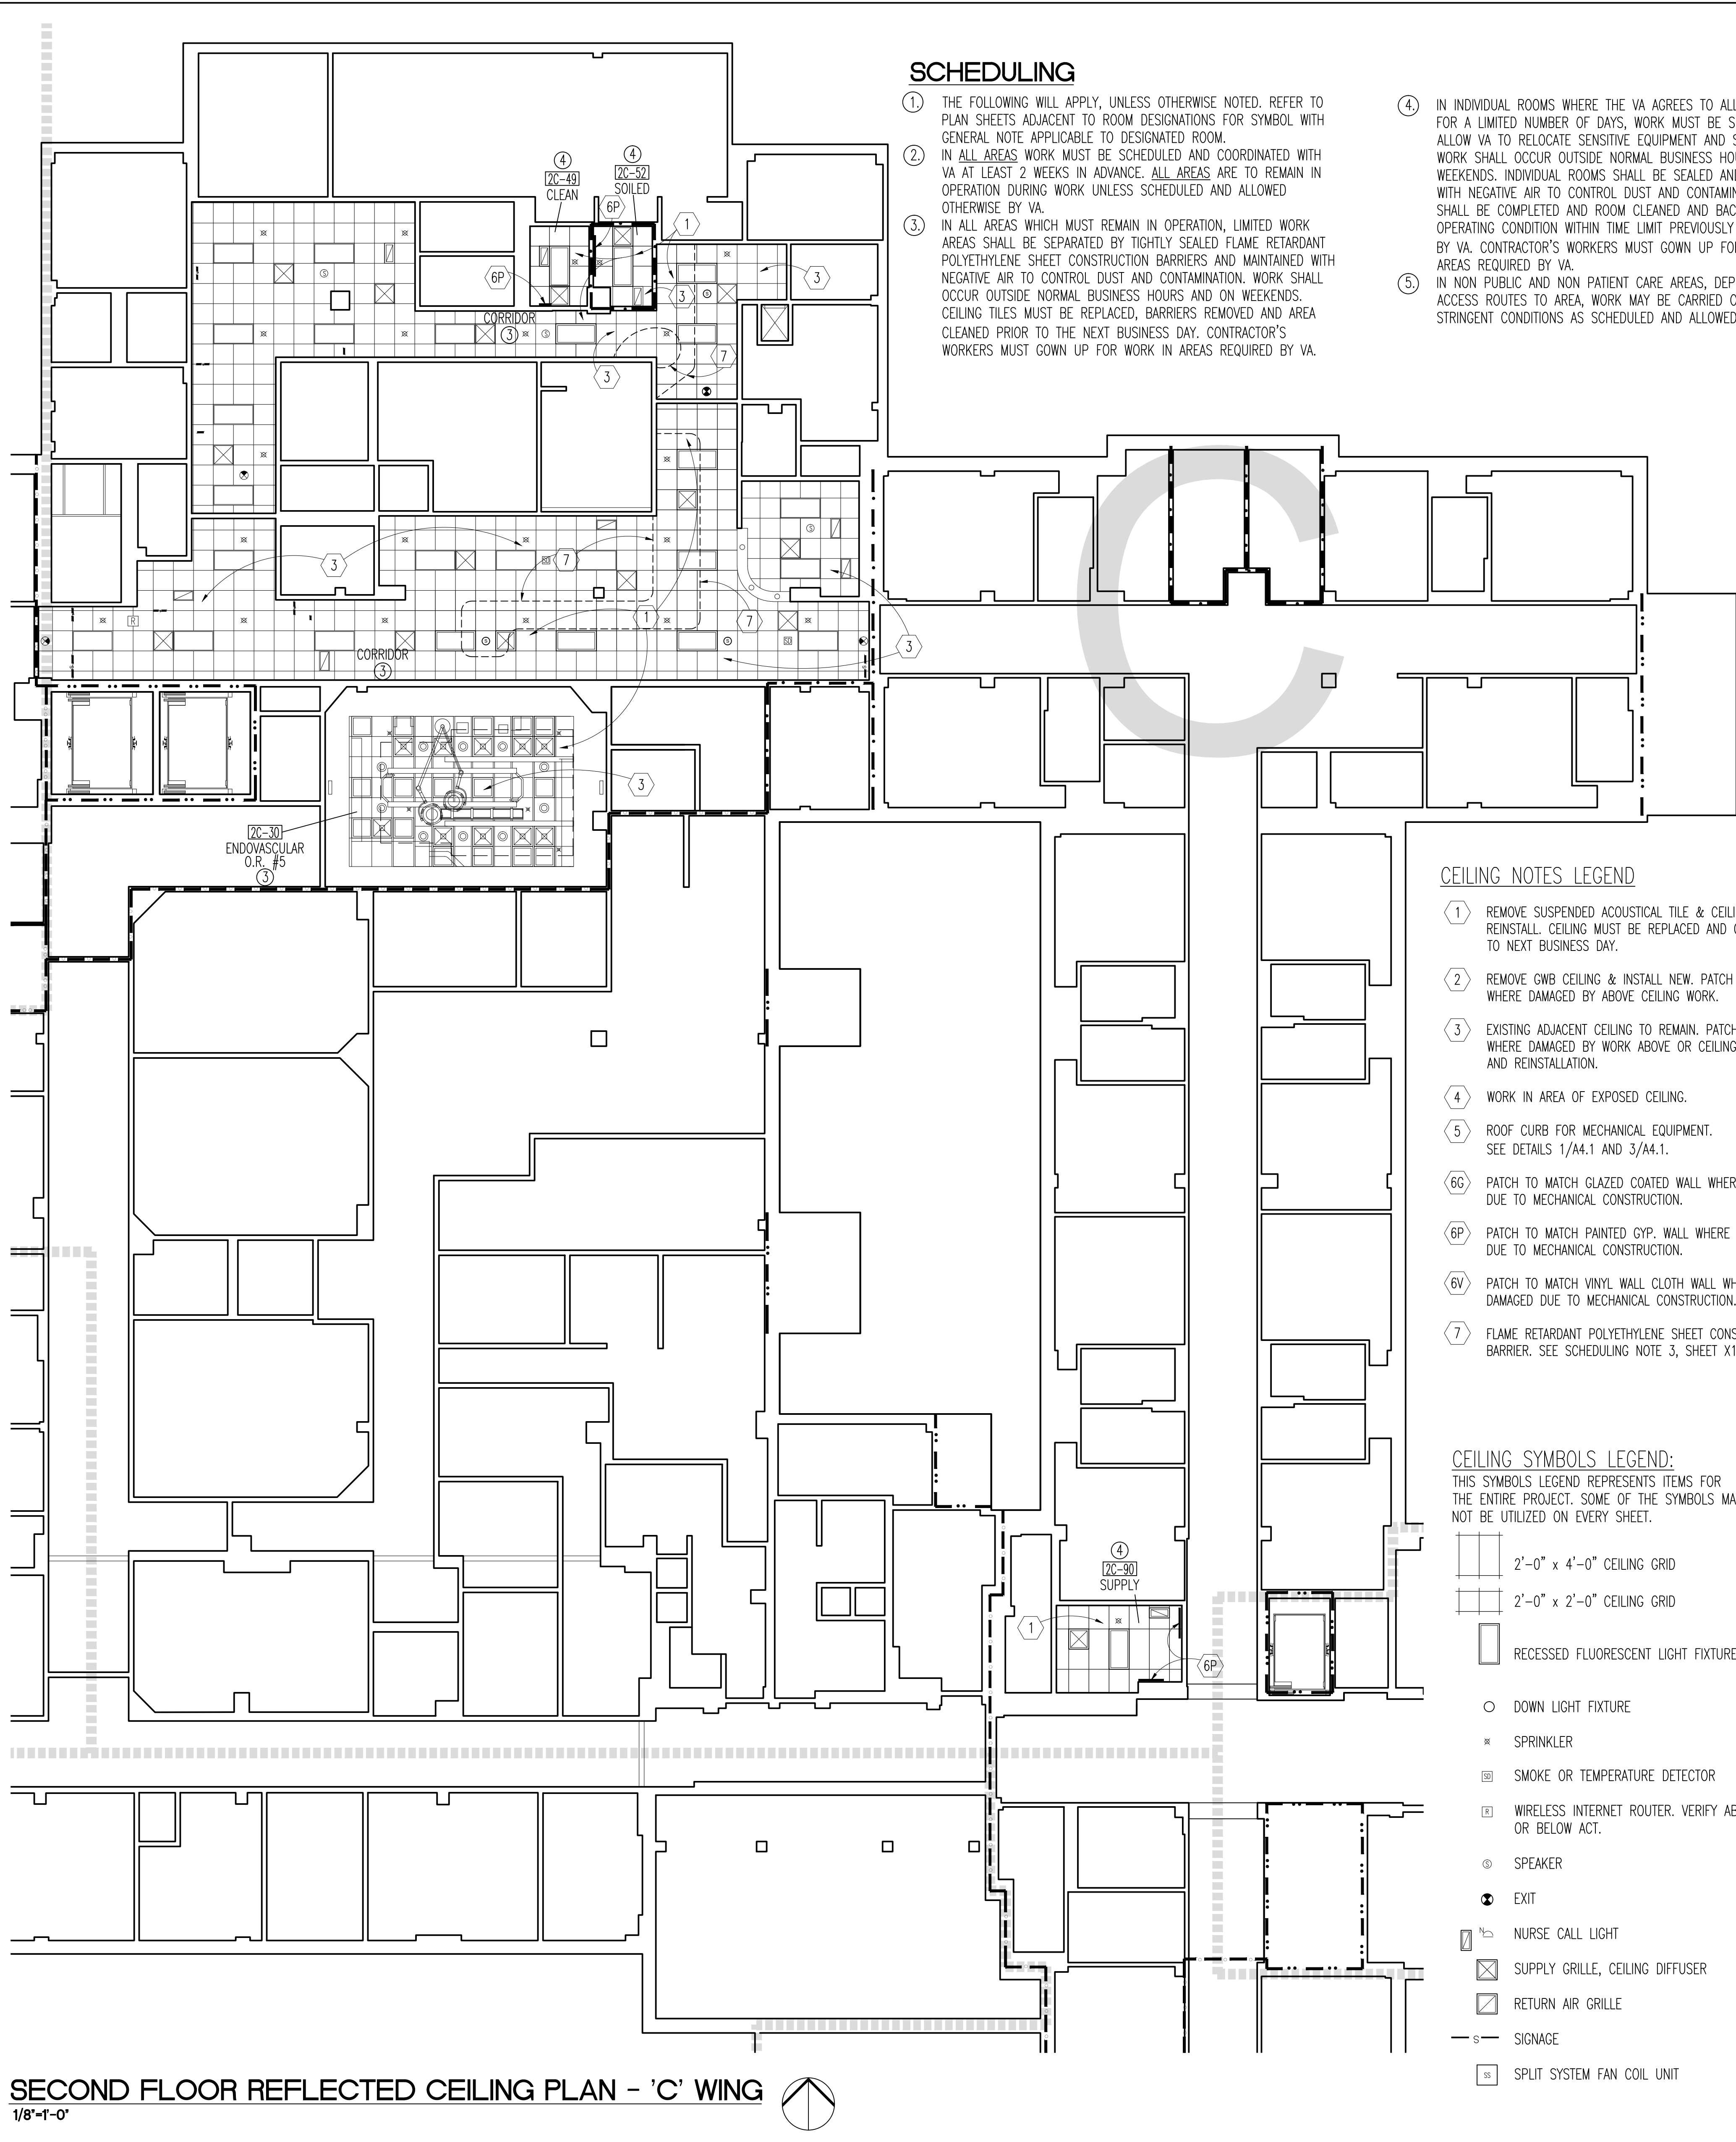 SCHEDULING
1. THE FOLLOWING WILL APPLY, UNLESS OTHERWISE NOTED. REFER TO
PLAN SHEETS ADJACENT TO ROOM DESIGNATIONS FOR SYMBOL WITH
GENERAL NOTE APPLICABLE TO DESIGNATED ROOM.
2. IN ALL AREAS WORK MUST BE SCHEDULED AND COORDINATED WITH
VA AT LEAST 2 WEEKS IN ADVANCE. ALL AREAS ARE TO REMAIN IN
OPERATION DURING WORK UNLESS SCHEDULED AND ALLOWED
OTHERWISE BY VA.
3. IN ALL AREAS WHICH MUST REMAIN IN OPERATION, LIMITED WORK
AREAS SHALL BE SEPARATED BY TIGHTLY SEALED FLAME RETARDANT
POLYETHYLENE SHEET CONSTRUCTION BARRIERS AND MAINTAINED WITH
NEGATIVE AIR TO CONTROL DUST AND CONTAMINATION. WORK SHALL
OCCUR OUTSIDE NORMAL BUSINESS HOURS AND ON WEEKENDS.
CEILING TILES MUST BE REPLACED, BARRIERS REMOVED AND AREA
CLEANED PRIOR TO THE NEXT BUSINESS DAY. CONTRACTOR'S
WORKERS MUST GOWN UP FOR WORK IN AREAS REQUIRED BY VA.
4. IN INDIVIDUAL ROOMS WHERE THE VA AGREES TO
FOR A LIMITED NUMBER OF DAYS, WORK MUST BE
ALLOW VA TO RELOCATE SENSITIVE EQUIPMENT AND
WORK SHALL OCCUR OUTSIDE NORMAL BUSINESS
WEEKENDS. INDIVIDUAL ROOMS SHALL BE SEALED
WITH NEGATIVE AIR TO CONTROL DUST AND
SHALL BE COMPLETED AND ROOM CLEANED AND
OPERATING CONDITION WITHIN TIME LIMIT PREVIOUSLY
BY VA. CONTRACTOR'S WORKERS MUST GOWN UP
AREAS REQUIRED BY VA.
5. IN NON PUBLIC AND NON PATIENT CARE AREAS,
ACCESS ROUTES TO AREA, WORK MAY BE CARRIED
STRINGENT CONDITIONS AS SCHEDULED AND ALLOWED
4
2C-49
CLEAN
4
2C-52
SOILED
6P
1
6P
3
3
CORRIDOR
3
7
3
3
7
1
7
3
CORRIDOR
3
R
SD
SD
C
3
2C-30
ENDOVASCULAR
O.R. #5
3
4
2C-90
SUPPLY
1
6P
CEILING NOTES LEGEND
1 REMOVE SUSPENDED ACOUSTICAL TILE &
REINSTALL. CEILING MUST BE REPLACED AND
TO NEXT BUSINESS DAY.
2 REMOVE GWB CEILING & INSTALL NEW. PATCH
WHERE DAMAGED BY ABOVE CEILING WORK.
3 EXISTING ADJACENT CEILING TO REMAIN.
WHERE DAMAGED BY WORK ABOVE OR CEILING
AND REINSTALLATION.
4 WORK IN AREA OF EXPOSED CEILING.
5 ROOF CURB FOR MECHANICAL EQUIPMENT.
SEE DETAILS 1/A4.1 AND 3/A4.1.
6G PATCH TO MATCH GLAZED COATED WALL
DUE TO MECHANICAL CONSTRUCTION.
6P PATCH TO MATCH PAINTED GYP. WALL WHERE
DUE TO MECHANICAL CONSTRUCTION.
6V PATCH TO MATCH VINYL WALL CLOTH WALL
DAMAGED DUE TO MECHANICAL CONSTRUCTION.
7 FLAME RETARDANT POLYETHYLENE SHEET
BARRIER. SEE SCHEDULING NOTE 3, SHEET
CEILING SYMBOLS LEGEND:
THIS SYMBOLS LEGEND REPRESENTS ITEMS FOR
THE ENTIRE PROJECT. SOME OF THE SYMBOLS
NOT BE UTILIZED ON EVERY SHEET.
2'-0" x 4'-0" CEILING GRID
2'-0" x 2'-0" CEILING GRID
RECESSED FLUORESCENT LIGHT FIXTURE
DOWN LIGHT FIXTURE
SPRINKLER
SD SMOKE OR TEMPERATURE DETECTOR
R WIRELESS INTERNET ROUTER. VERIFY
OR BELOW ACT.
S SPEAKER
EXIT
N NURSE CALL LIGHT
SUPPLY GRILLE, CEILING DIFFUSER
RETURN AIR GRILLE
S SIGNAGE
SS SPLIT SYSTEM FAN COIL UNIT
SECOND FLOOR REFLECTED CEILING PLAN - 'C' WING
1/8"=1'-0"